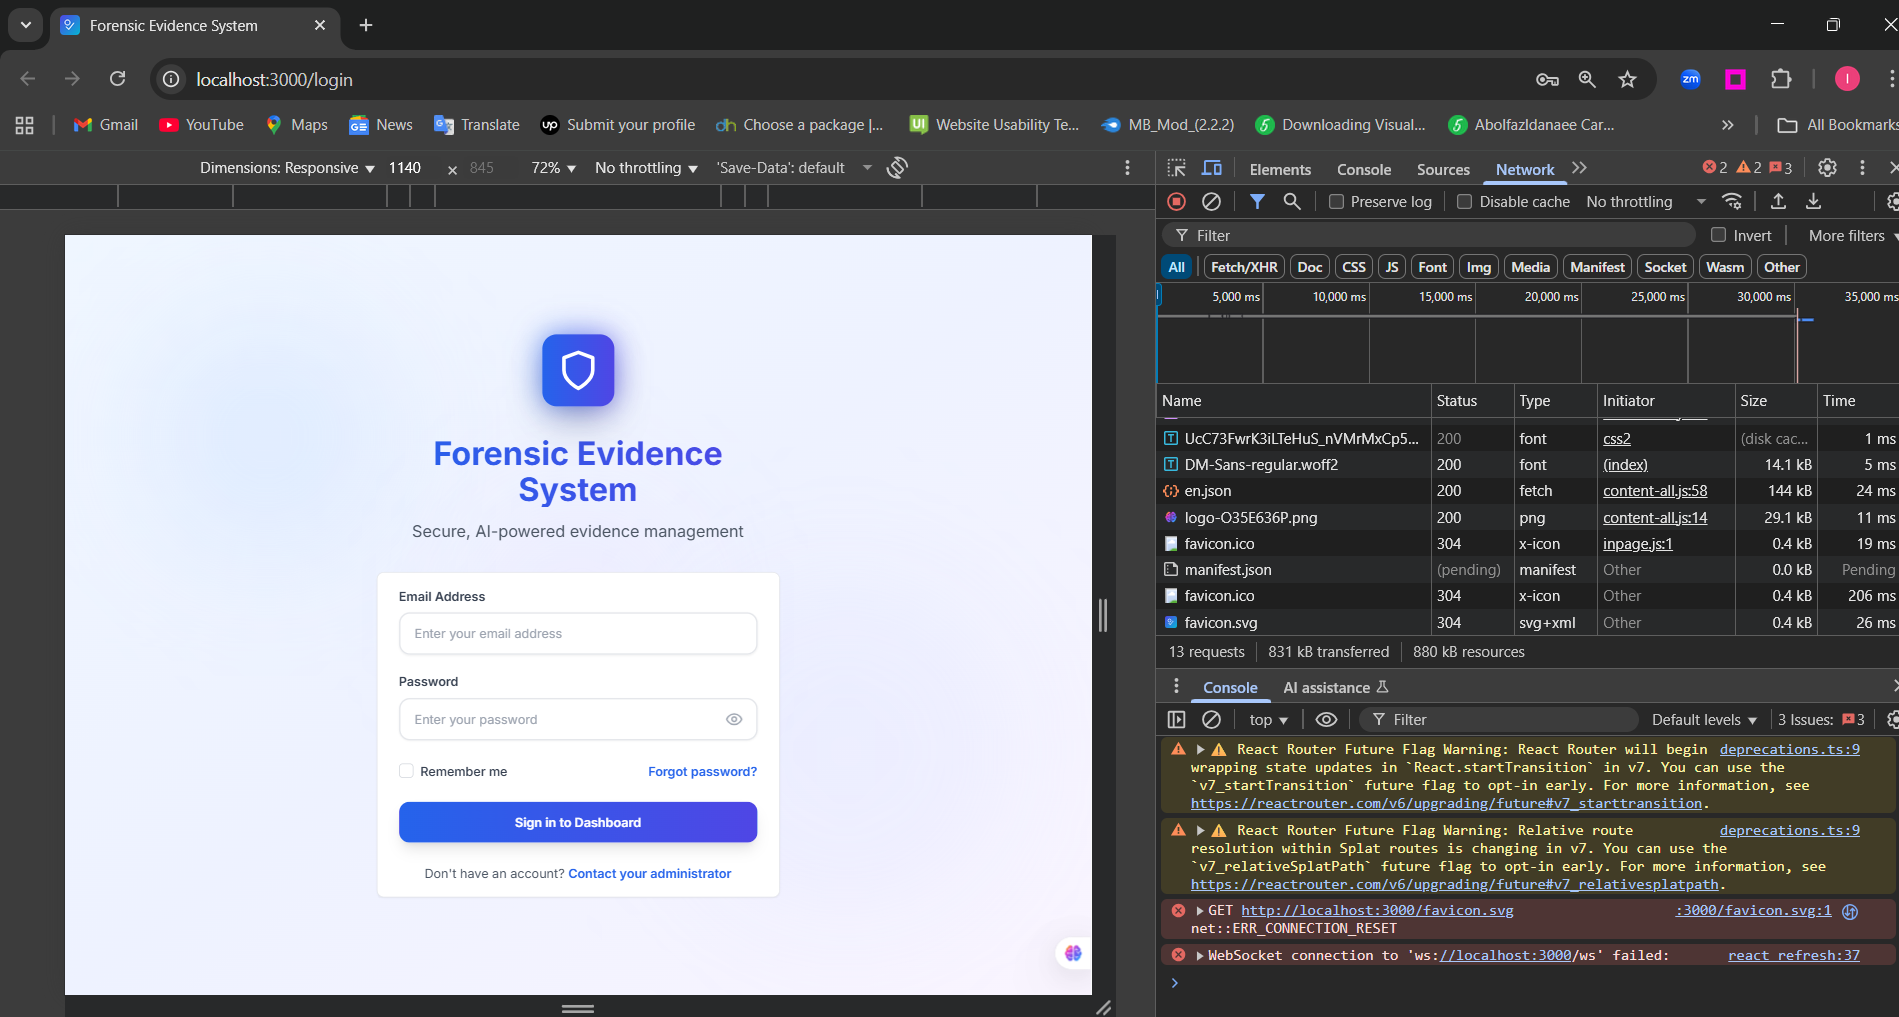 Forensic Evidence System
localhost:3000/login
zm
I
Gmail
YouTube
Maps
News
Translate
up Submit your profile
dh Choose a package |...
UI Website Usability Te...
MB_Mod_(2.2.2)
5 Downloading Visual...
5 Abolfazldanaee Car...
»
All Bookmarks
Dimensions: Responsive ▼ 1140 × 845 72% ▼ No throttling ▼ 'Save-Data': default
Forensic Evidence
System
Secure, AI-powered evidence management
Email Address
Enter your email address
Password
Enter your password
Remember me Forgot password?
Sign in to Dashboard
Don't have an account? Contact your administrator
Elements Console Sources Network 2 2 3
Preserve log Disable cache No throttling
Filter Invert More filters
All Fetch/XHR Doc CSS JS Font Img Media Manifest Socket Wasm Other
5,000 ms 10,000 ms 15,000 ms 20,000 ms 25,000 ms 30,000 ms 35,000 ms
Name Status Type Initiator Size Time
UcC73FwrK3iLTeHuS_nVMrMxCp5... 200 font css2 (disk cac... 1 ms
DM-Sans-regular.woff2 200 font (index) 14.1 kB 5 ms
en.json 200 fetch content-all.js:58 144 kB 24 ms
logo-O35E636P.png 200 png content-all.js:14 29.1 kB 11 ms
favicon.ico 304 x-icon inpage.js:1 0.4 kB 19 ms
manifest.json (pending) manifest Other 0.0 kB Pending
favicon.ico 304 x-icon Other 0.4 kB 206 ms
favicon.svg 304 svg+xml Other 0.4 kB 26 ms
13 requests 831 kB transferred 880 kB resources
Console AI assistance
top ▼ Filter Default levels ▼ 3 Issues: 3
React Router Future Flag Warning: React Router will begin deprecations.ts:9
wrapping state updates in `React.startTransition` in v7. You can use the
`v7_startTransition` future flag to opt-in early. For more information, see
https://reactrouter.com/v6/upgrading/future#v7_starttransition.
React Router Future Flag Warning: Relative route deprecations.ts:9
resolution within Splat routes is changing in v7. You can use the
`v7_relativeSplatPath` future flag to opt-in early. For more information, see
https://reactrouter.com/v6/upgrading/future#v7_relativesplatpath.
GET http://localhost:3000/favicon.svg :3000/favicon.svg:1
net::ERR_CONNECTION_RESET
WebSocket connection to 'ws://localhost:3000/ws' failed: react refresh:37